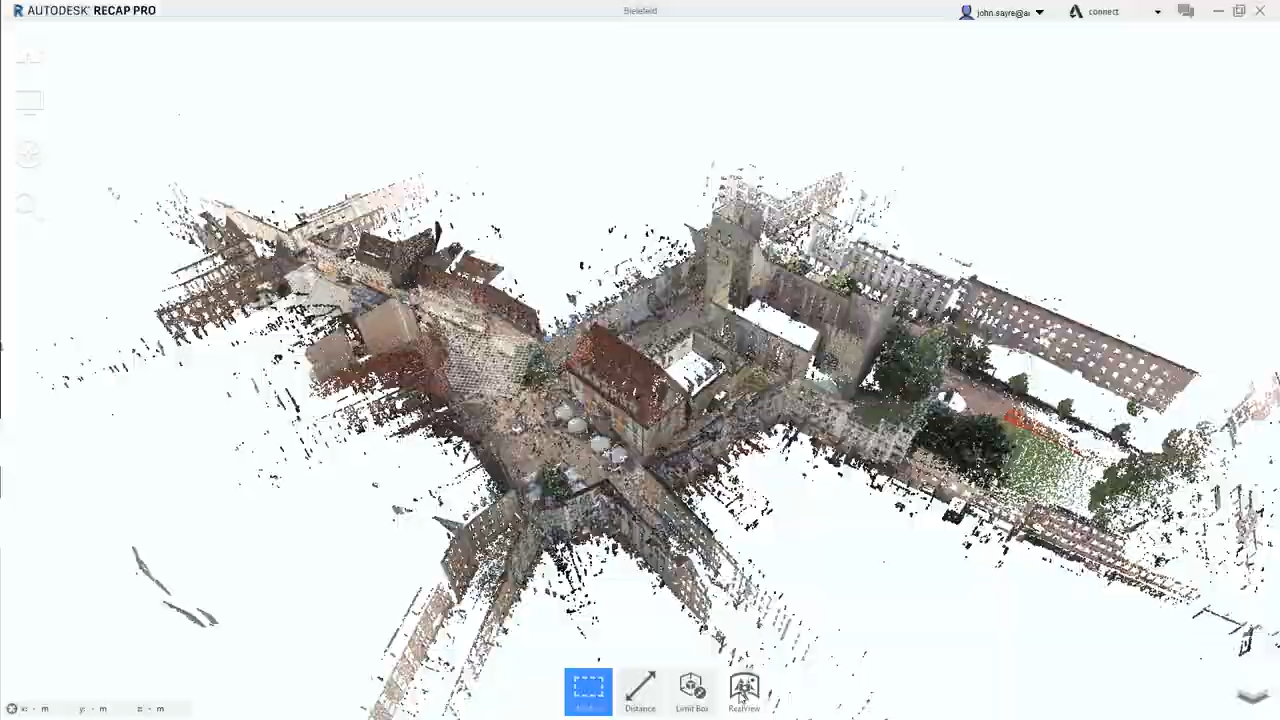 AUTODESK RECAP PRO
Bielefeld
john.sayre@a
connect
Distance
Limit Box
RealView
x: - m
y: - m
z: - m